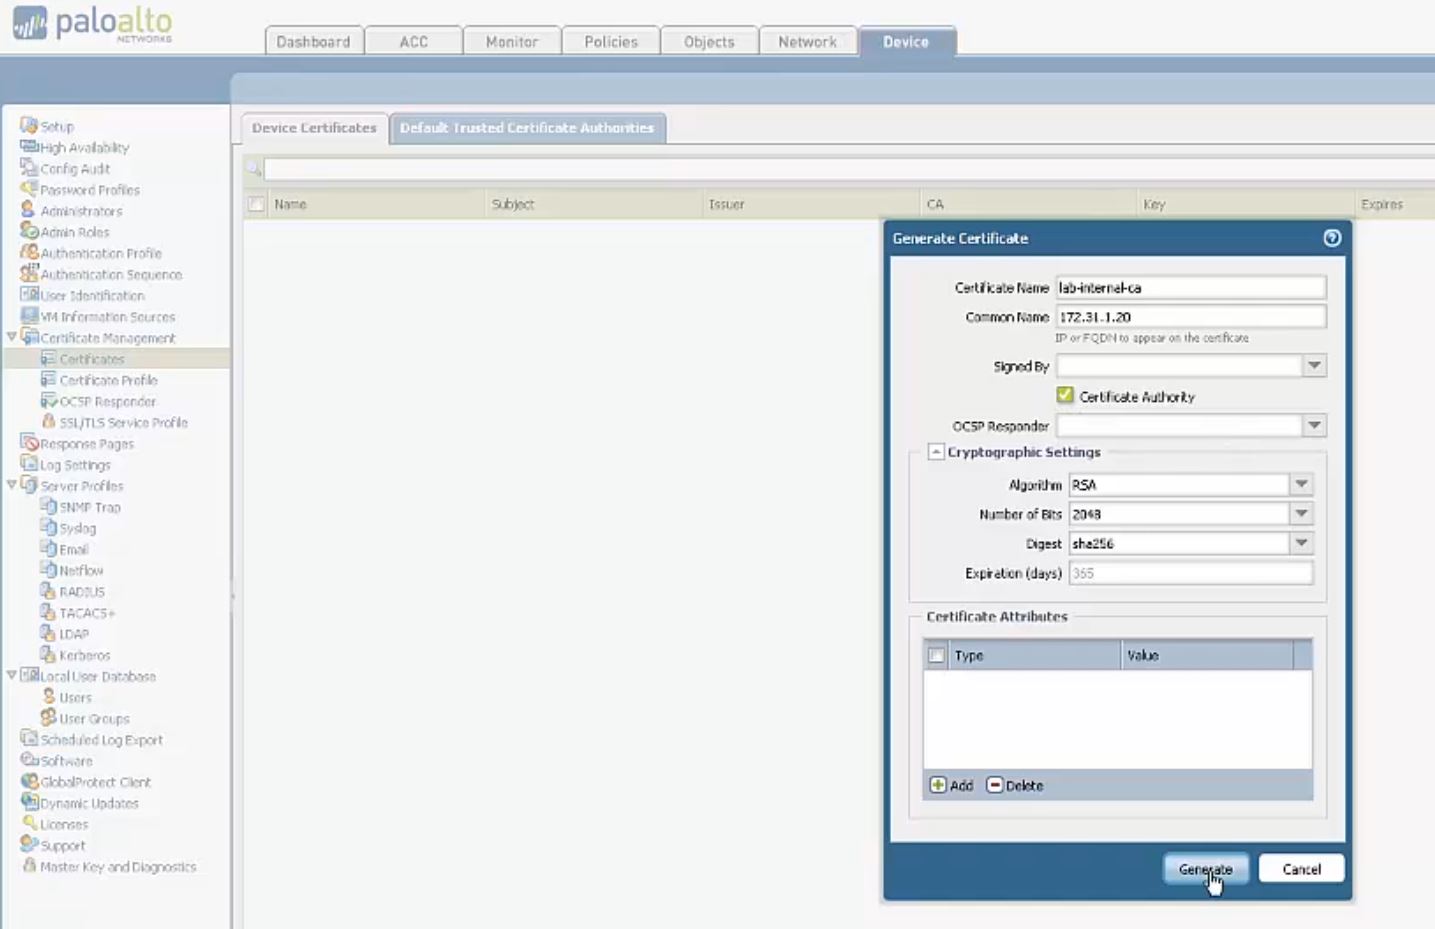 paloalto
NETWORKS
Dashboard ACC Monitor Policies Objects Network Device
Device Certificates Default Trusted Certificate Authorities
Name Subject Issuer CA Key Expires
Setup
High Availability
Config Audit
Password Profiles
Administrators
Admin Roles
Authentication Profile
Authentication Sequence
User Identification
VM Information Sources
Certificate Management
Certificates
Certificate Profile
OCSP Responder
SSL/TLS Service Profile
Response Pages
Log Settings
Server Profiles
SNMP Trap
Syslog
Email
Netflow
RADIUS
TACACS+
LDAP
Kerberos
Local User Database
Users
User Groups
Scheduled Log Export
Software
GlobalProtect Client
Dynamic Updates
Licenses
Support
Master Key and Diagnostics
Generate Certificate ?
Certificate Name lab-internal-ca
Common Name 172.31.1.20
IP or FQDN to appear on the certificate
Signed By
Certificate Authority
OCSP Responder
Cryptographic Settings
Algorithm RSA
Number of Bits 2048
Digest sha256
Expiration (days) 365
Certificate Attributes
Type Value
Add Delete
Generate Cancel